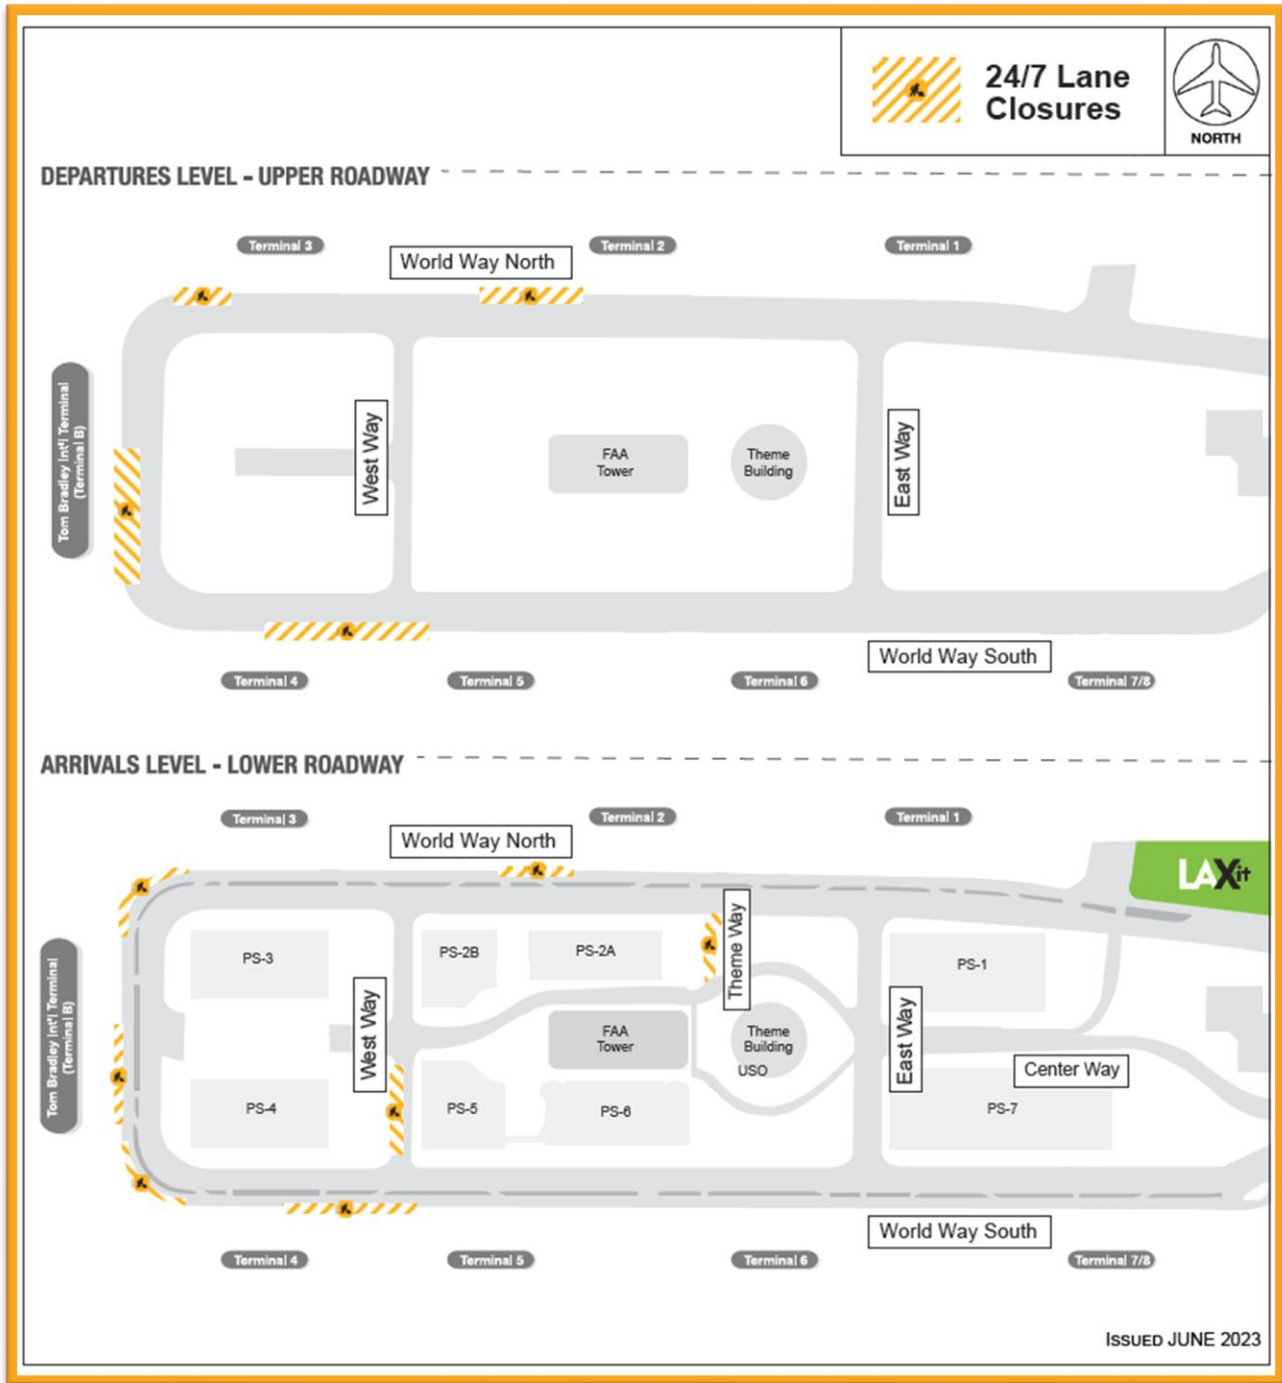 24/7 Lane
Closures
NORTH
DEPARTURES LEVEL - UPPER ROADWAY
Terminal 3
World Way North
Terminal 2
Terminal 1
Tom Bradley Int'l Terminal
(Terminal B)
West Way
FAA
Tower
Theme
Building
East Way
World Way South
Terminal 4
Terminal 5
Terminal 6
Terminal 7/8
ARRIVALS LEVEL - LOWER ROADWAY
Terminal 3
World Way North
Terminal 2
Terminal 1
LAXit
Tom Bradley Int'l Terminal
(Terminal B)
PS-3
West Way
PS-2B
PS-2A
Theme Way
PS-1
FAA
Tower
Theme
Building
USO
East Way
Center Way
PS-4
PS-5
PS-6
PS-7
World Way South
Terminal 4
Terminal 5
Terminal 6
Terminal 7/8
ISSUED JUNE 2023